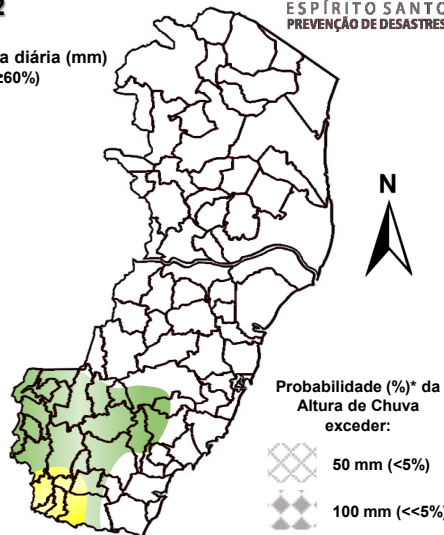 ESPÍRITO SANTO
PREVENÇÃO DE DESASTRES
a diária (mm)
≥60%)
N
Probabilidade (%)* da
Altura de Chuva
exceder:
50 mm (<5%)
100 mm (<<5%)